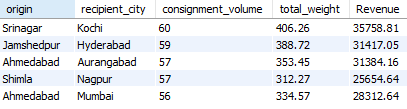 origin recipient_city consignment_volume total_weight Revenue
Srinagar Kochi 60 406.26 35758.81
Jamshedpur Hyderabad 59 388.72 31417.05
Ahmedabad Aurangabad 57 353.45 31384.16
Shimla Nagpur 57 312.27 25654.64
Ahmedabad Mumbai 56 334.57 28312.64